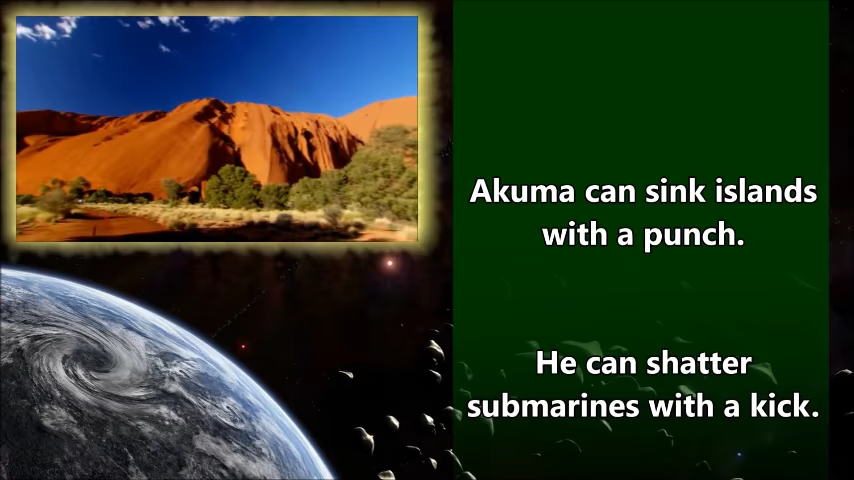 Akuma can sink islands
with a punch.
He can shatter
submarines with a kick.